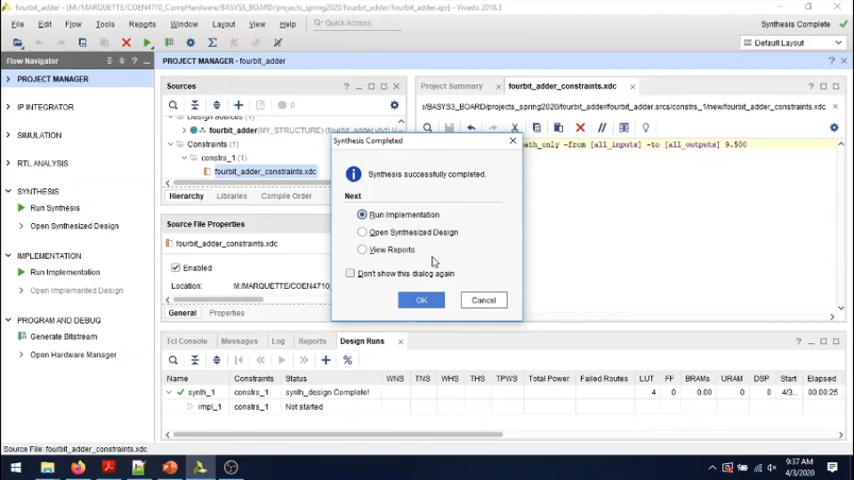 fourbit_adder - [M:/MARQUETTE/COEN4710_CompHardware/BASYS3_BOARD/projects_spring2020/fourbit_adder/fourbit_adder.xpr] - Vivado 2018.3
File Flow Tools Reports Window Layout View Help Quick Access
Synthesis Complete
Default Layout
Flow Navigator
PROJECT MANAGER - fourbit_adder
PROJECT MANAGER
IP INTEGRATOR
SIMULATION
RTL ANALYSIS
SYNTHESIS
Run Synthesis
Open Synthesized Design
IMPLEMENTATION
Run Implementation
Open Implemented Design
PROGRAM AND DEBUG
Generate Bitstream
Open Hardware Manager
Sources
0
Design Sources
fourbit_adder(MY_STRUCTURE)
Constraints (1)
constrs_1 (1)
fourbit_adder_constraints.xdc
Hierarchy Libraries Compile Order
Source File Properties
fourbit_adder_constraints.xdc
Enabled
Location: M:/MARQUETTE/COEN4710_
General Properties
Project Summary
fourbit_adder_constraints.xdc
/BASYS3_BOARD/projects_spring2020/fourbit_adder/fourbit_adder.srcs/constrs_1/new/fourbit_adder_constraints.xdc
path_only -from [all_inputs] -to [all_outputs] 9.500
Synthesis Completed
Synthesis successfully completed.
Next
Run Implementation
Open Synthesized Design
View Reports
Don't show this dialog again
OK Cancel
Tcl Console Messages Log Reports Design Runs
Name Constraints Status WNS TNS WHS THS TPWS Total Power Failed Routes LUT FF BRAMs URAM DSP Start Elapsed
synth_1 constrs_1 synth_design Complete! 4 0 0.00 0 0 4/3... 00:00:25
impl_1 constrs_1 Not started
Source File: fourbit_adder_constraints.xdc
9:37 AM
4/3/2020